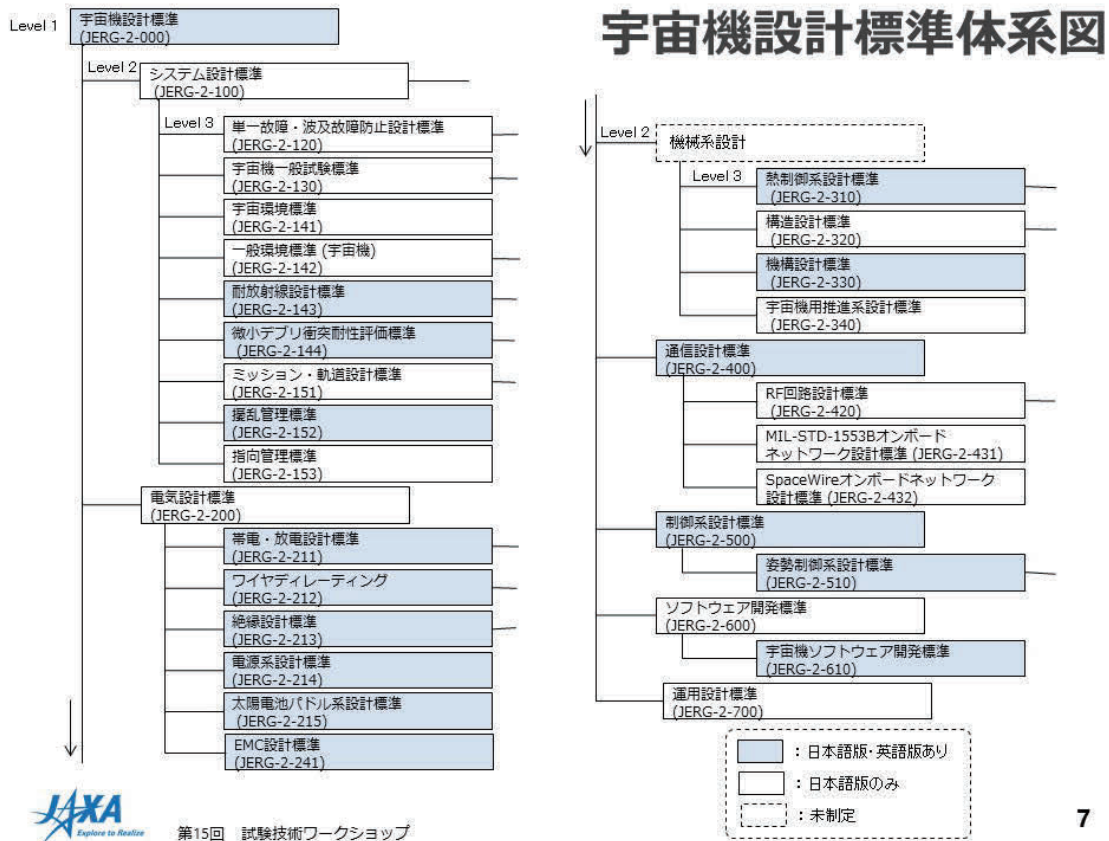 宇宙機設計標準体系図
Level 1
宇宙機設計標準
(JERG-2-000)
Level 2
システム設計標準
(JERG-2-100)
Level 3
単一故障・波及故障防止設計標準
(JERG-2-120)
宇宙機一般試験標準
(JERG-2-130)
宇宙環境標準
(JERG-2-141)
一般環境標準 (宇宙機)
(JERG-2-142)
耐放射線設計標準
(JERG-2-143)
微小デブリ衝突耐性評価標準
(JERG-2-144)
ミッション・軌道設計標準
(JERG-2-151)
擾乱管理標準
(JERG-2-152)
指向管理標準
(JERG-2-153)
電気設計標準
(JERG-2-200)
帯電・放電設計標準
(JERG-2-211)
ワイヤディレーティング
(JERG-2-212)
絶縁設計標準
(JERG-2-213)
電源系設計標準
(JERG-2-214)
太陽電池パドル系設計標準
(JERG-2-215)
EMC設計標準
(JERG-2-241)
Level 2
機械系設計
Level 3
熱制御系設計標準
(JERG-2-310)
構造設計標準
(JERG-2-320)
機構設計標準
(JERG-2-330)
宇宙機用推進系設計標準
(JERG-2-340)
通信設計標準
(JERG-2-400)
RF回路設計標準
(JERG-2-420)
MIL-STD-1553Bオンボード
ネットワーク設計標準 (JERG-2-431)
SpaceWireオンボードネットワーク
設計標準 (JERG-2-432)
制御系設計標準
(JERG-2-500)
姿勢制御系設計標準
(JERG-2-510)
ソフトウェア開発標準
(JERG-2-600)
宇宙機ソフトウェア開発標準
(JERG-2-610)
運用設計標準
(JERG-2-700)
：日本語版・英語版あり
：日本語版のみ
：未制定
JAXA
Explore to Realize
第15回 試験技術ワークショップ
7